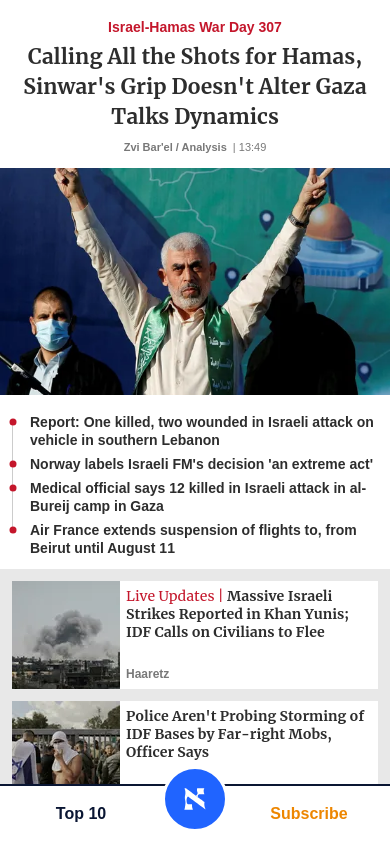 Israel-Hamas War Day 307
Calling All the Shots for Hamas,
Sinwar's Grip Doesn't Alter Gaza
Talks Dynamics
Zvi Bar'el / Analysis | 13:49
Report: One killed, two wounded in Israeli attack on
vehicle in southern Lebanon
Norway labels Israeli FM's decision 'an extreme act'
Medical official says 12 killed in Israeli attack in al-
Bureij camp in Gaza
Air France extends suspension of flights to, from
Beirut until August 11
Live Updates | Massive Israeli
Strikes Reported in Khan Yunis;
IDF Calls on Civilians to Flee
Haaretz
Police Aren't Probing Storming of
IDF Bases by Far-right Mobs,
Officer Says
Top 10
Subscribe